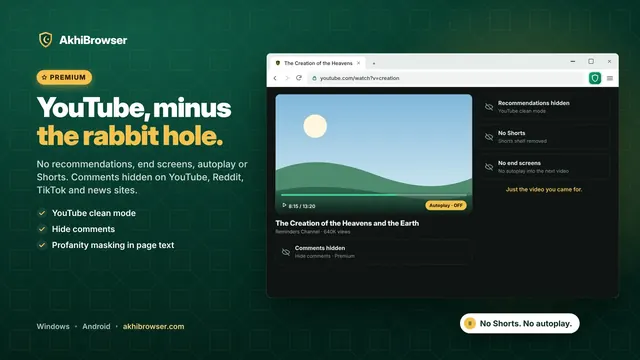 AkhiBrowser
PREMIUM
YouTube, minus
the rabbit hole.
No recommendations, end screens, autoplay or
Shorts. Comments hidden on YouTube, Reddit,
TikTok and news sites.
YouTube clean mode
Hide comments
Profanity masking in page text
Windows · Android · akhibrowser.com
The Creation of the Heavens
youtube.com/watch?v=creation
8:15 / 13:20
Autoplay · OFF
The Creation of the Heavens and the Earth
Reminders Channel · 640K views
Comments hidden
Hide comments · Premium
Recommendations hidden
YouTube clean mode
No Shorts
Shorts shelf removed
No end screens
No autoplay into the next video
Just the video you came for.
No Shorts. No autoplay.